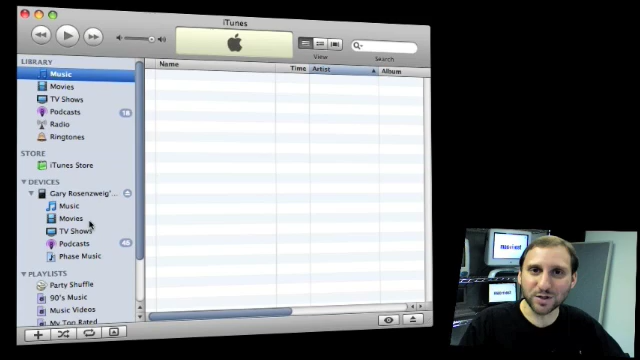 iTunes
View
Search
LIBRARY
Music
Movies
TV Shows
Podcasts 18
Radio
Ringtones
STORE
iTunes Store
DEVICES
Gary Rosenzweig'...
Music
Movies
TV Shows
Podcasts
Phase Music
PLAYLISTS
Party Shuffle
90's Music
Music Videos
My Top Rated
Name
Time
Artist
Album